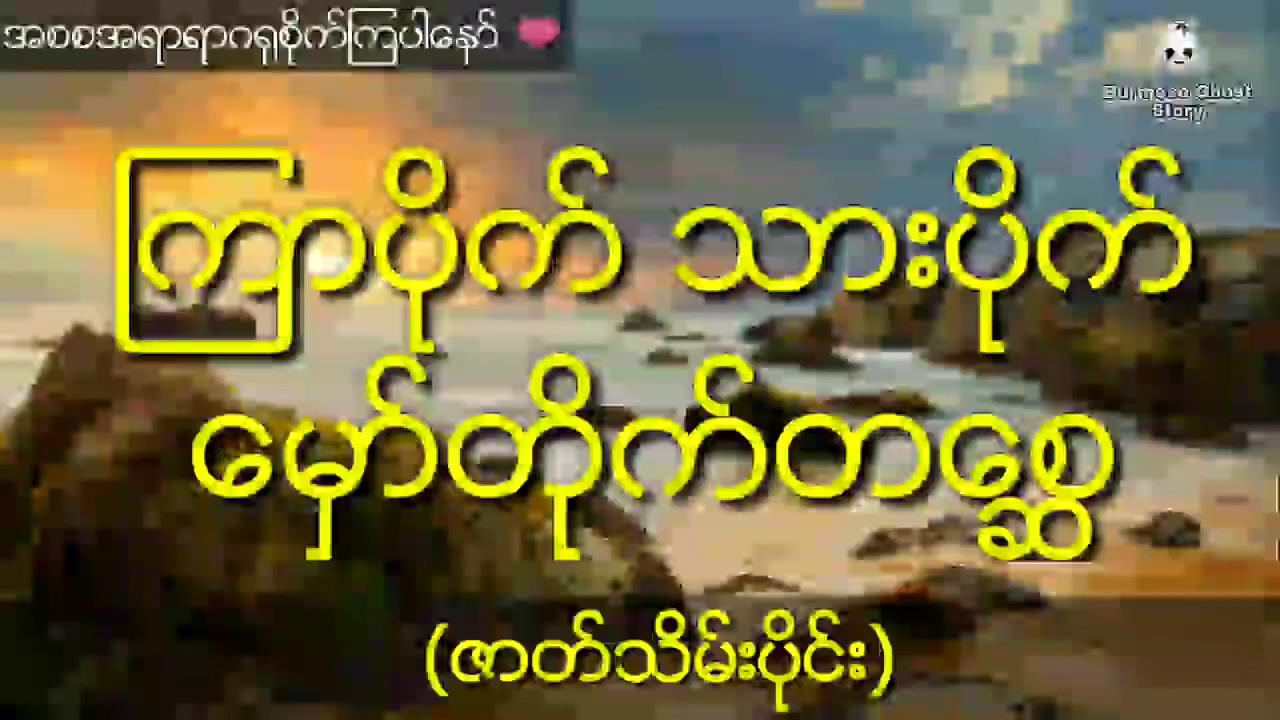 အစစအရာရာဂရုစိုက်ကြပါနော် ❤
Burmese Ghost
Story
ကြာပိုက် သားပိုက်
မှော်တိုက်တစ္ဆေ
(ဇာတ်သိမ်းပိုင်း)